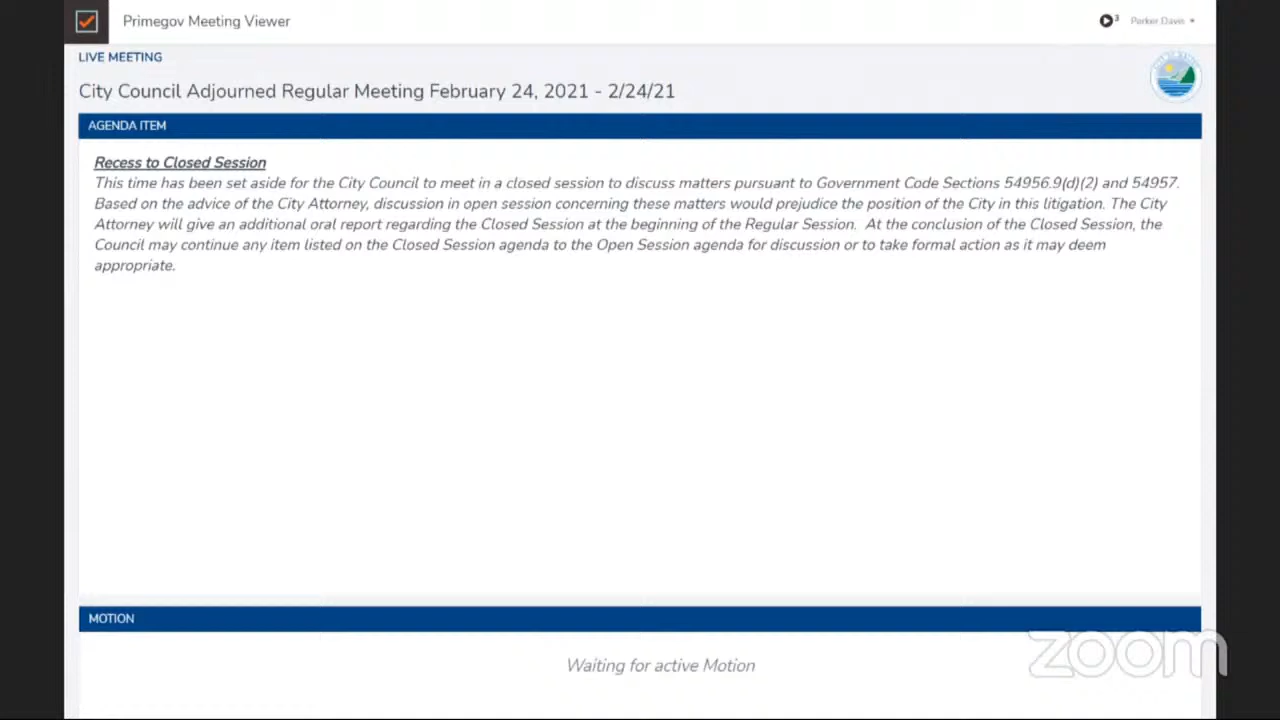 Primegov Meeting Viewer
3 Parker Davis
LIVE MEETING
City Council Adjourned Regular Meeting February 24, 2021 - 2/24/21
AGENDA ITEM
Recess to Closed Session
This time has been set aside for the City Council to meet in a closed session to discuss matters pursuant to Government Code Sections 54956.9(d)(2) and 54957.
Based on the advice of the City Attorney, discussion in open session concerning these matters would prejudice the position of the City in this litigation. The City
Attorney will give an additional oral report regarding the Closed Session at the beginning of the Regular Session. At the conclusion of the Closed Session, the
Council may continue any item listed on the Closed Session agenda to the Open Session agenda for discussion or to take formal action as it may deem
appropriate.
MOTION
Waiting for active Motion
zoom